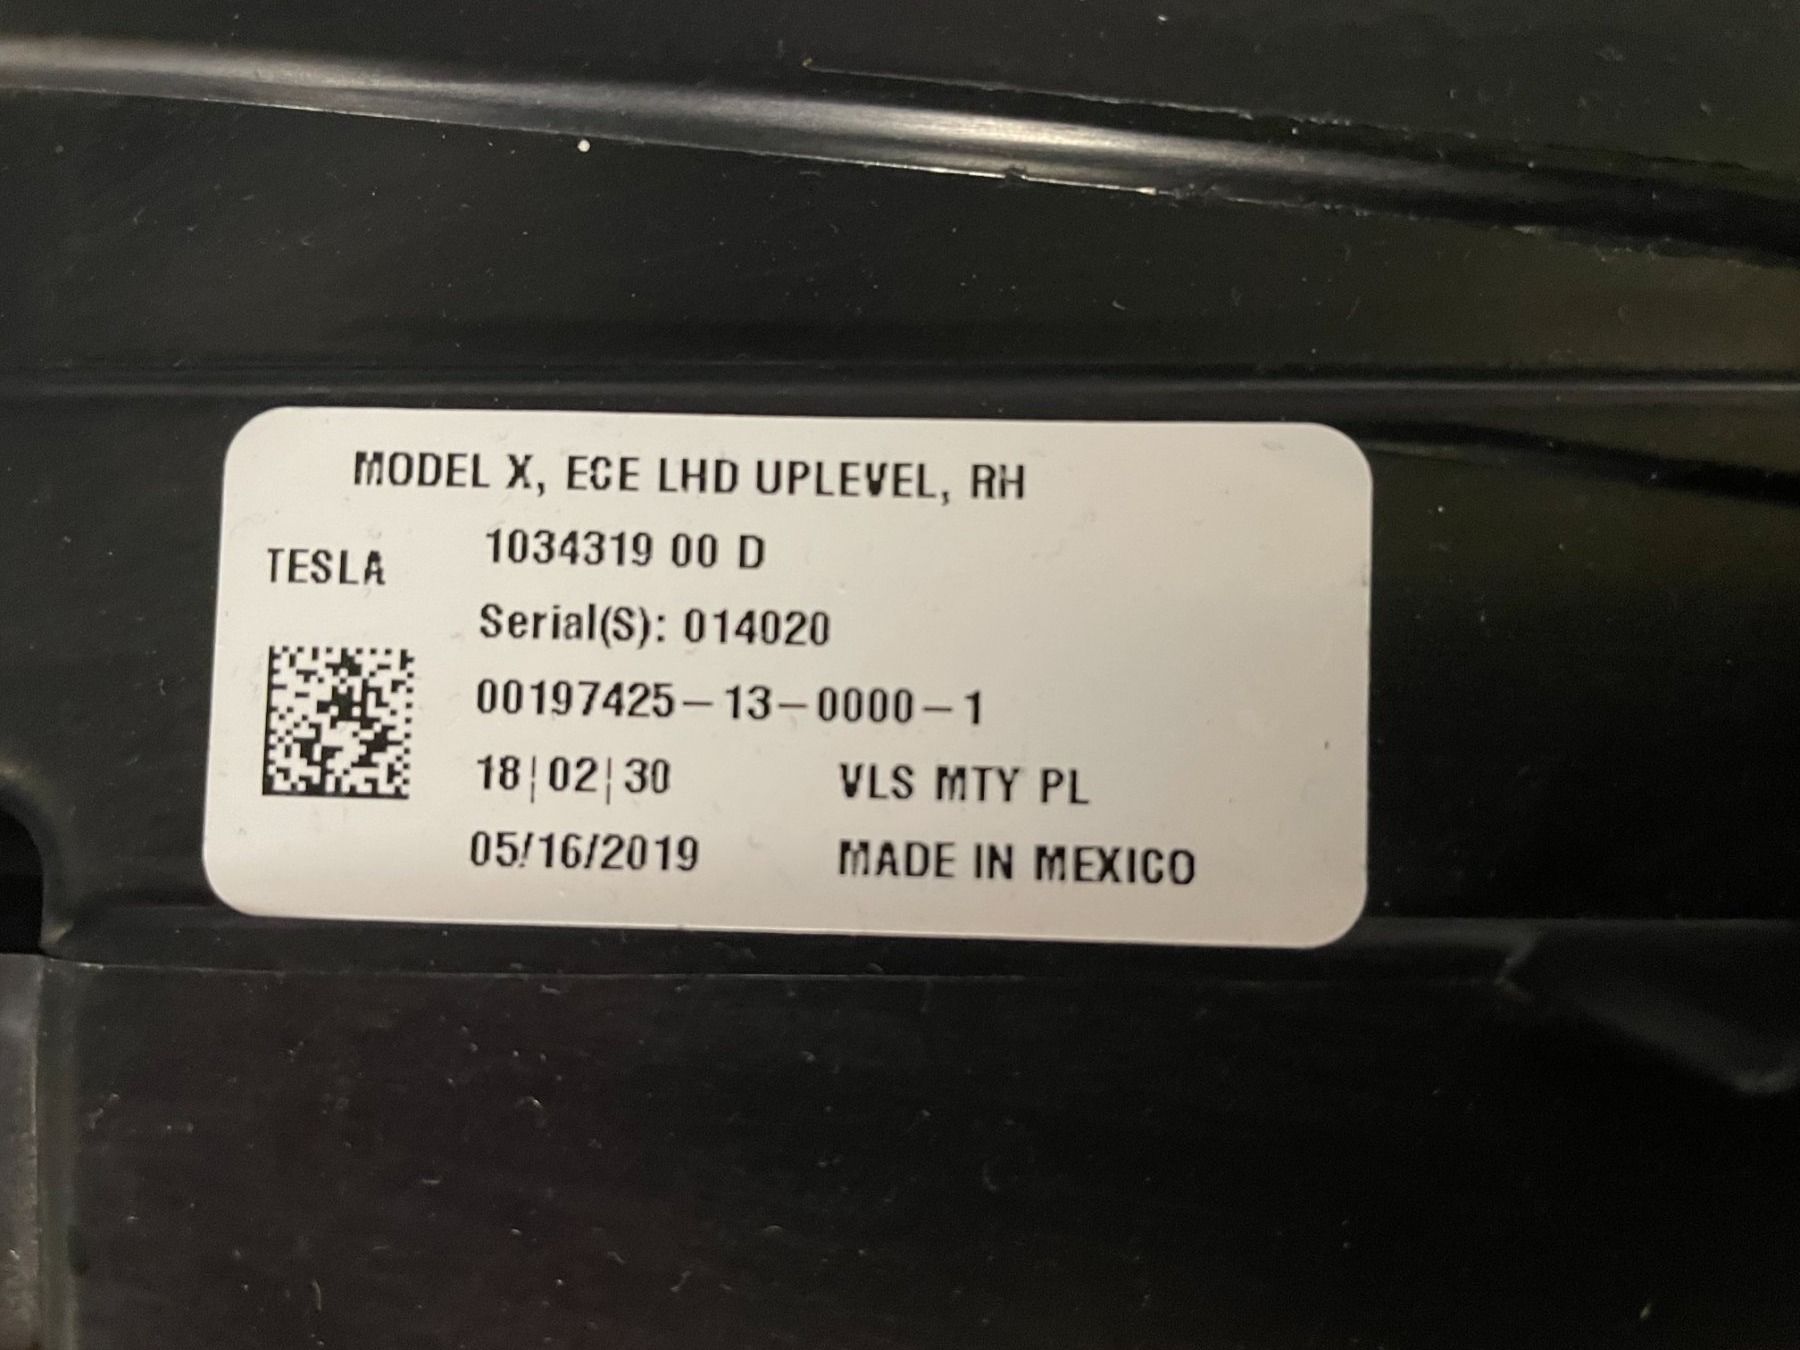 MODEL X, ECE LHD UPLEVEL, RH
TESLA
1034319 00 D
Serial(S): 014020
00197425-13-0000-1
18|02|30 VLS MTY PL
05/16/2019 MADE IN MEXICO